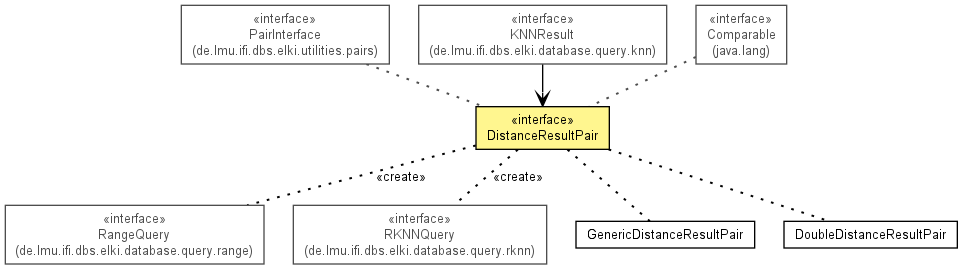 «interface»
PairInterface
(de.lmu.ifi.dbs.elki.utilities.pairs)
«interface»
KNNResult
(de.lmu.ifi.dbs.elki.database.query.knn)
«interface»
Comparable
(java.lang)
«interface»
DistanceResultPair
«create»
«create»
«interface»
RangeQuery
(de.lmu.ifi.dbs.elki.database.query.range)
«interface»
RKNNQuery
(de.lmu.ifi.dbs.elki.database.query.rknn)
GenericDistanceResultPair
DoubleDistanceResultPair